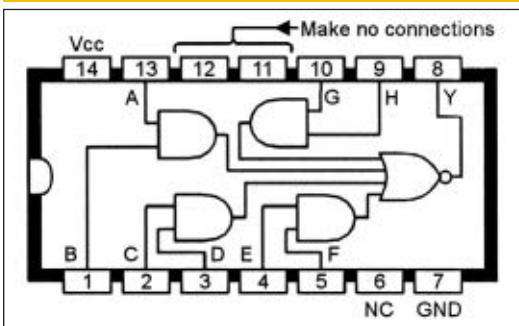 Make no connections
Vcc
14 13 12 11 10 9 8
A G H Y
B C D E F
1 2 3 4 5 6 7
NC GND